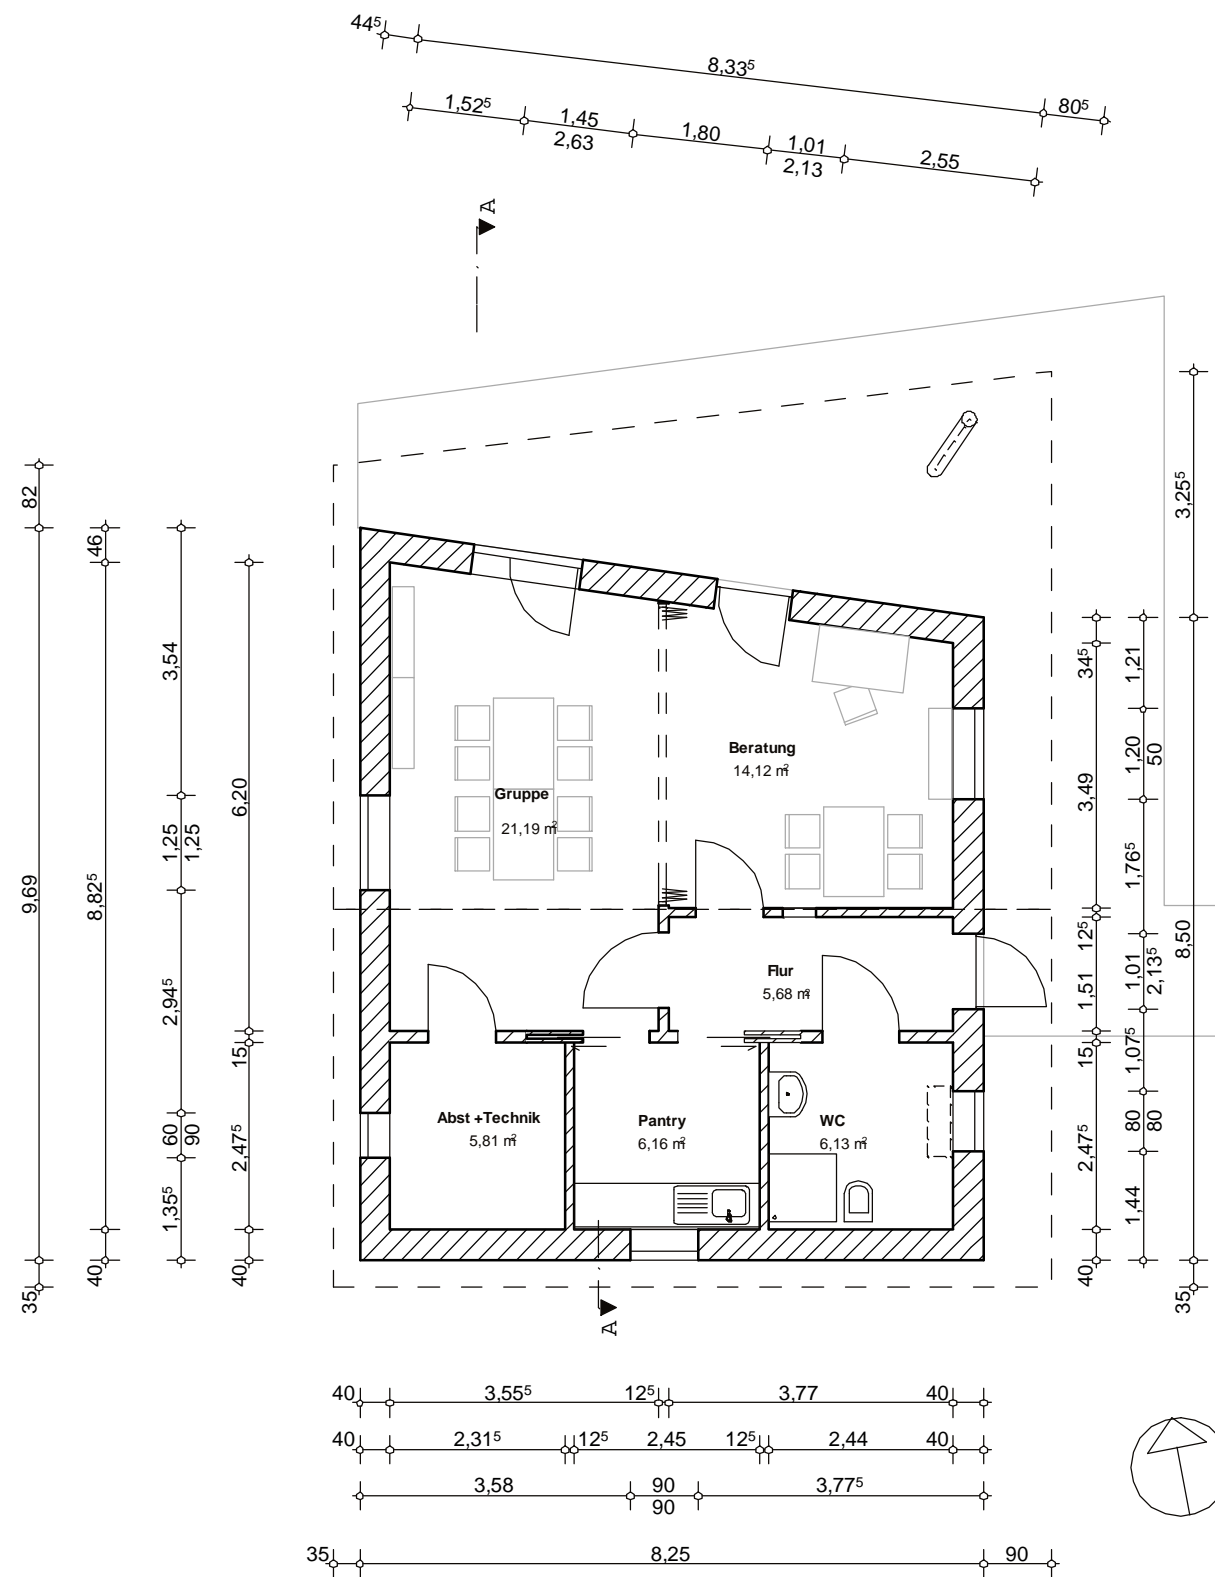 44⁵
8,33⁵
80⁵
1,52⁵
1,45
2,63
1,80
1,01
2,13
2,55
A
82
9,69
35
46
8,82⁵
40
3,54
1,25
1,25
2,94⁵
60
90
1,35⁵
6,20
15
2,47⁵
40
Beratung
14,12 m²
Gruppe
21,19 m²
Flur
5,68 m²
Abst +Technik
5,81 m²
Pantry
6,16 m²
WC
6,13 m²
A
34⁵
3,49
12⁵
1,51
15
2,47⁵
40
1,21
1,20
50
1,76⁵
1,01
2,13⁵
1,07⁵
80
80
1,44
3,25⁵
8,50
35
40 3,55⁵ 12⁵ 3,77 40
40 2,31⁵ 12⁵ 2,45 12⁵ 2,44 40
3,58 90 3,77⁵
90
35 8,25 90